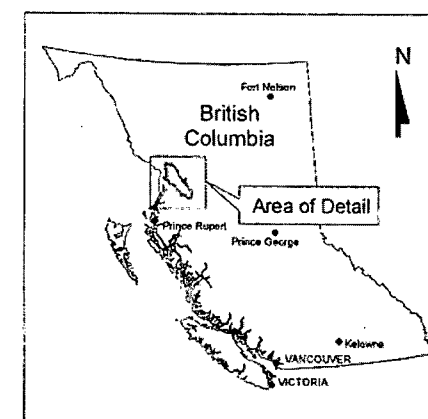 N
Fort Nelson
British
Columbia
Area of Detail
Prince Rupert
Prince George
Kelowna
VANCOUVER
VICTORIA